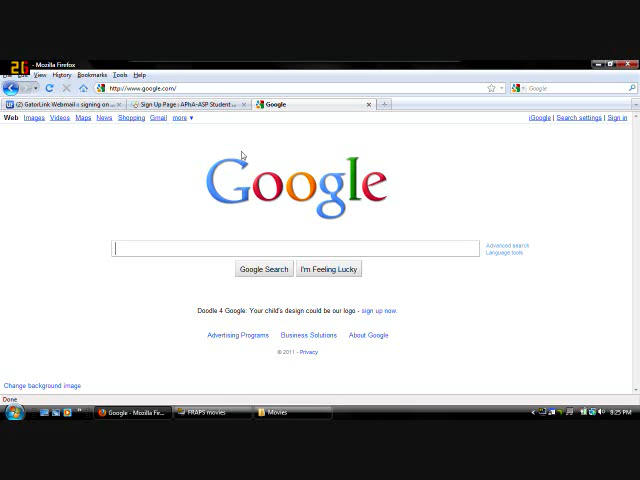 26 - Mozilla Firefox
View History Bookmarks Tools Help
http://www.google.com/
Google
(2) GatorLink Webmail :: signing on ...
Sign Up Page | APhA-ASP Student ...
Google
Web Images Videos Maps News Shopping Gmail more ▼
iGoogle | Search settings | Sign in
Google
Advanced search
Language tools
Google Search
I'm Feeling Lucky
Doodle 4 Google: Your child's design could be our logo - sign up now.
Advertising Programs Business Solutions About Google
© 2011 - Privacy
Change background image
Done
Google - Mozilla Fir...
FRAPS movies
Movies
8:25 PM